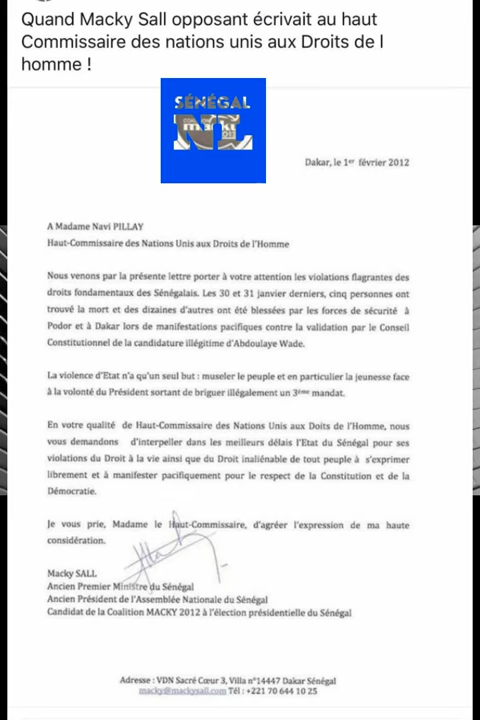 Quand Macky Sall opposant écrivait au haut
Commissaire des nations unis aux Droits de l
homme !
SÉNÉGAL
NL
Dakar, le 1er février 2012
A Madame Navi PILLAY
Haut-Commissaire des Nations Unis aux Droits de l'Homme
Nous venons par la présente lettre porter à votre attention les violations flagrantes des
droits fondamentaux des Sénégalais. Les 30 et 31 janvier derniers, cinq personnes ont
trouvé la mort et des dizaines d'autres ont été blessées par les forces de sécurité à
Podor et à Dakar lors de manifestations pacifiques contre la validation par le Conseil
Constitutionnel de la candidature illégitime d'Abdoulaye Wade.
La violence d'Etat n'a qu'un seul but : museler le peuple et en particulier la jeunesse face
à la volonté du Président sortant de briguer illégalement un 3ème mandat.
En votre qualité de Haut-Commissaire des Nations Unis aux Doits de l'Homme, nous
vous demandons d'interpeller dans les meilleurs délais l'Etat du Sénégal pour ses
violations du Droit à la vie ainsi que du Droit inaliénable de tout peuple à s'exprimer
librement et à manifester pacifiquement pour le respect de la Constitution et de la
Démocratie.
Je vous prie, Madame le Haut-Commissaire, d'agréer l'expression de ma haute
considération.
Macky SALL
Ancien Premier Ministre du Sénégal
Ancien Président de l'Assemblée Nationale du Sénégal
Candidat de la Coalition MACKY 2012 à l'élection présidentielle du Sénégal
Adresse : VDN Sacré Cœur 3, Villa n°14447 Dakar Sénégal
macky@mackysall.com Tél : +221 70 644 10 25